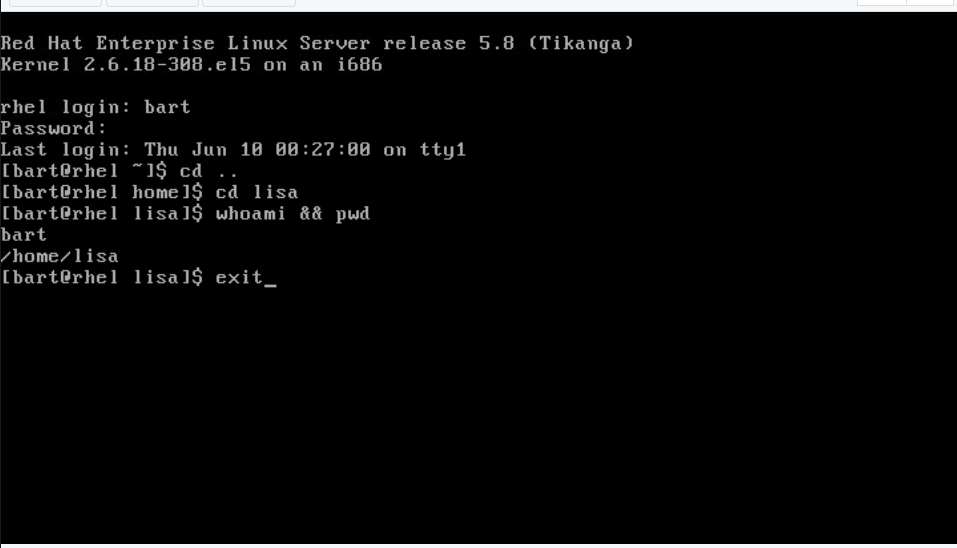 Red Hat Enterprise Linux Server release 5.8 (Tikanga)
Kernel 2.6.18-308.el5 on an i686
rhel login: bart
Password:
Last login: Thu Jun 10 00:27:00 on tty1
[bart@rhel ~]$ cd ..
[bart@rhel home]$ cd lisa
[bart@rhel lisa]$ whoami && pwd
bart
/home/lisa
[bart@rhel lisa]$ exit_